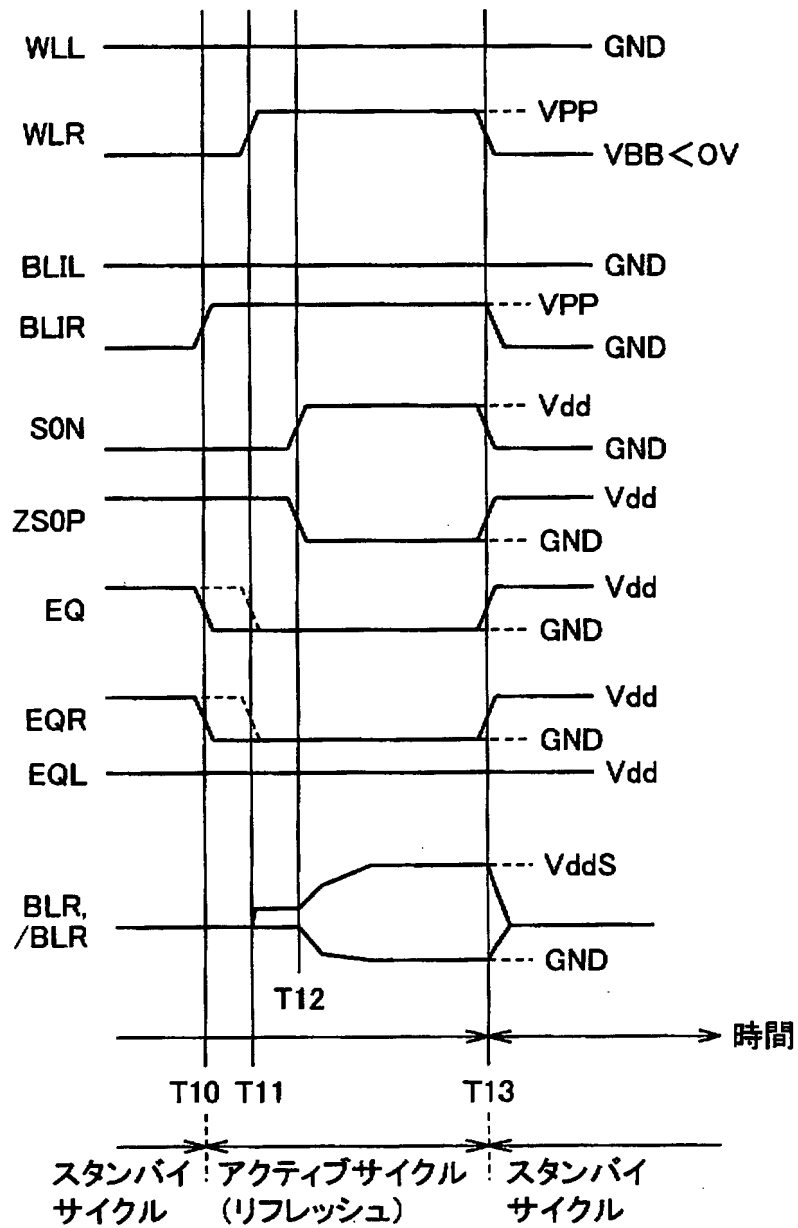 WLL GND
WLR VPP
VBB<0V
BLIL GND
BLIR VPP
GND
S0N Vdd
GND
ZS0P Vdd
GND
EQ Vdd
GND
EQR Vdd
GND
EQL Vdd
BLR, /BLR VddS
GND
T12
時間
T10 T11 T13
スタンバイ アクティブサイクル スタンバイ
サイクル (リフレッシュ) サイクル